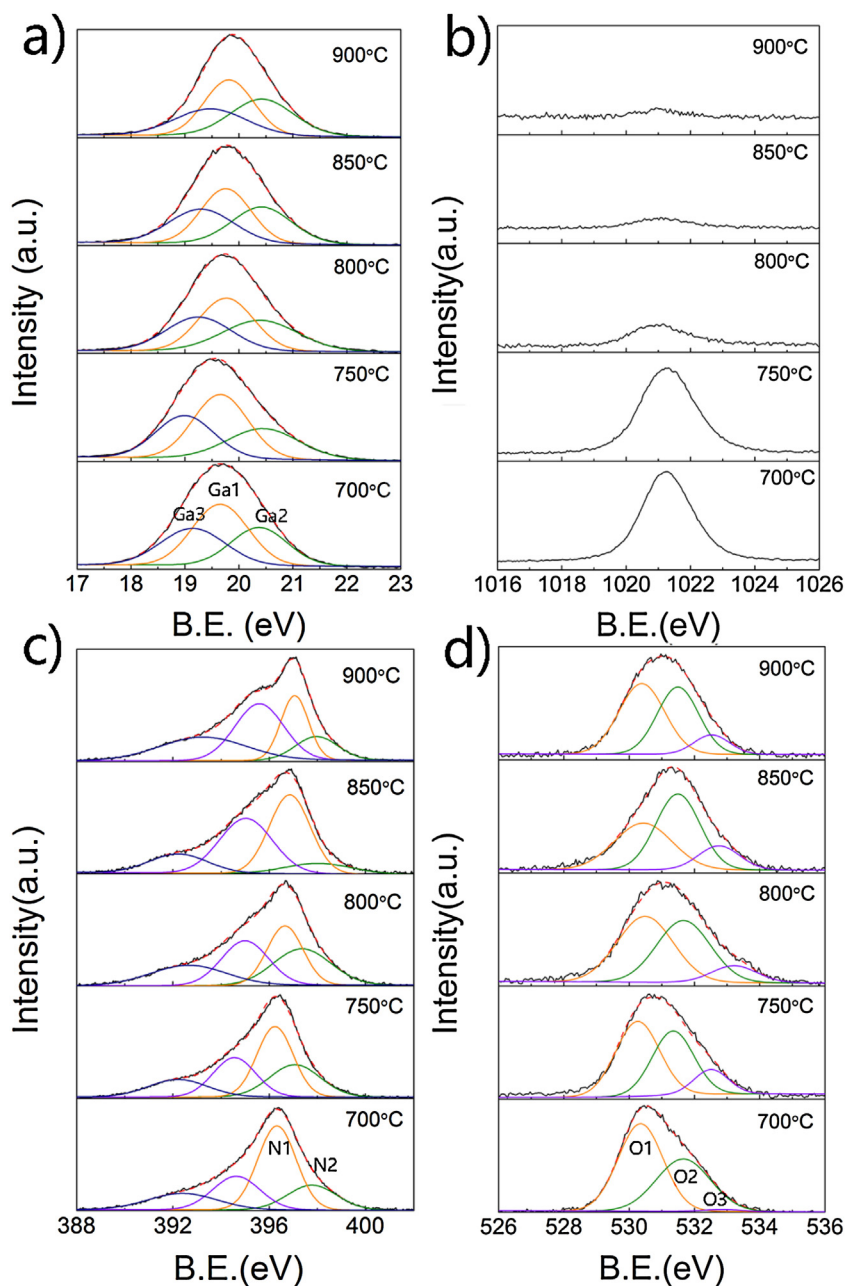 a)
900°C
850°C
800°C
750°C
700°C
Ga1
Ga3
Ga2
Intensity (a.u.)
17 18 19 20 21 22 23
B.E. (eV)
b)
900°C
850°C
800°C
750°C
700°C
Intensity(a.u.)
1016 1018 1020 1022 1024 1026
B.E.(eV)
c)
900°C
850°C
800°C
750°C
700°C
N1
N2
Intensity(a.u.)
388 392 396 400
B.E.(eV)
d)
900°C
850°C
800°C
750°C
700°C
O1
O2
O3
Intensity(a.u.)
526 528 530 532 534 536
B.E.(eV)